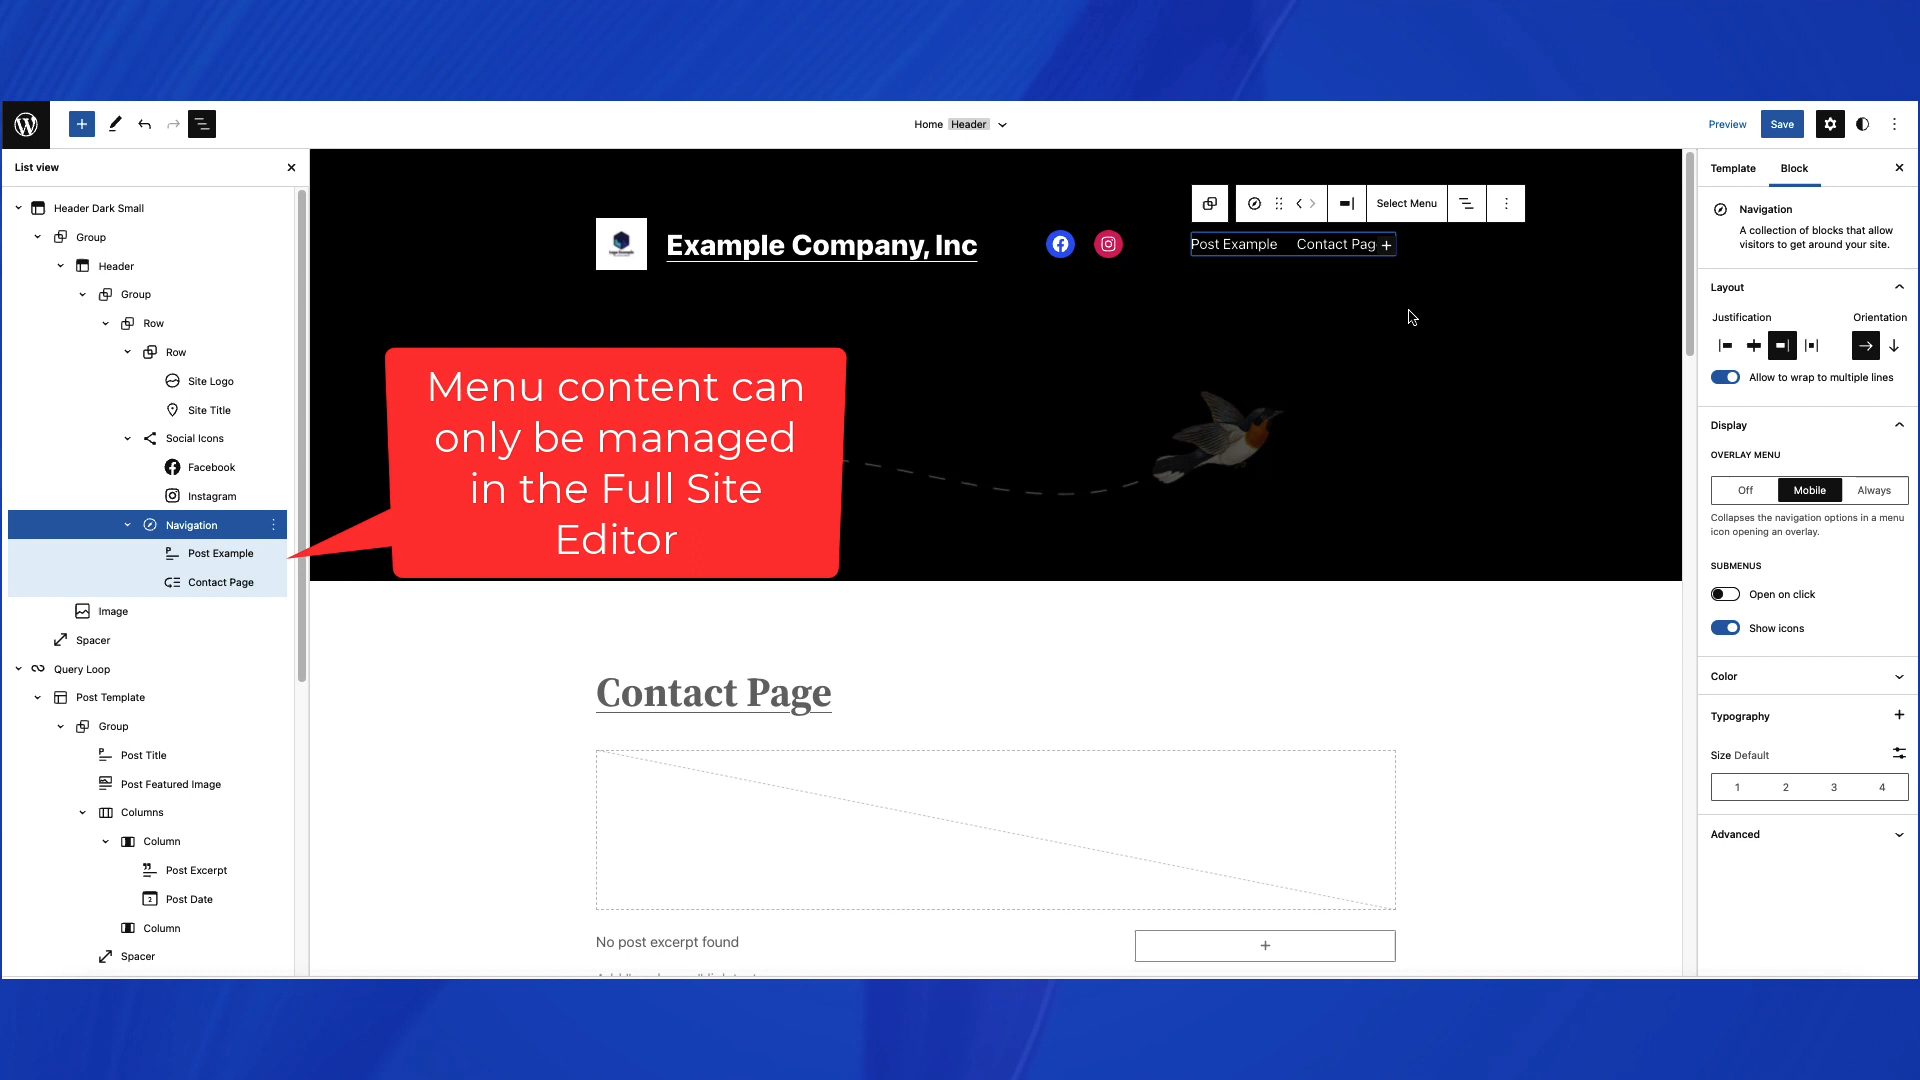 Home Header
Preview
Save
List view
Header Dark Small
Group
Header
Group
Row
Row
Site Logo
Site Title
Social Icons
Facebook
Instagram
Navigation
Post Example
Contact Page
Image
Spacer
Query Loop
Post Template
Group
Post Title
Post Featured Image
Columns
Column
Post Excerpt
Post Date
Column
Spacer
Select Menu
Example Company, Inc
Post Example Contact Pag
Menu content can
only be managed
in the Full Site
Editor
Contact Page
No post excerpt found
Template Block
Navigation
A collection of blocks that allow
visitors to get around your site.
Layout
Justification Orientation
Allow to wrap to multiple lines
Display
OVERLAY MENU
Off Mobile Always
Collapses the navigation options in a menu
icon opening an overlay.
SUBMENUS
Open on click
Show icons
Color
Typography
Size Default
1 2 3 4
Advanced